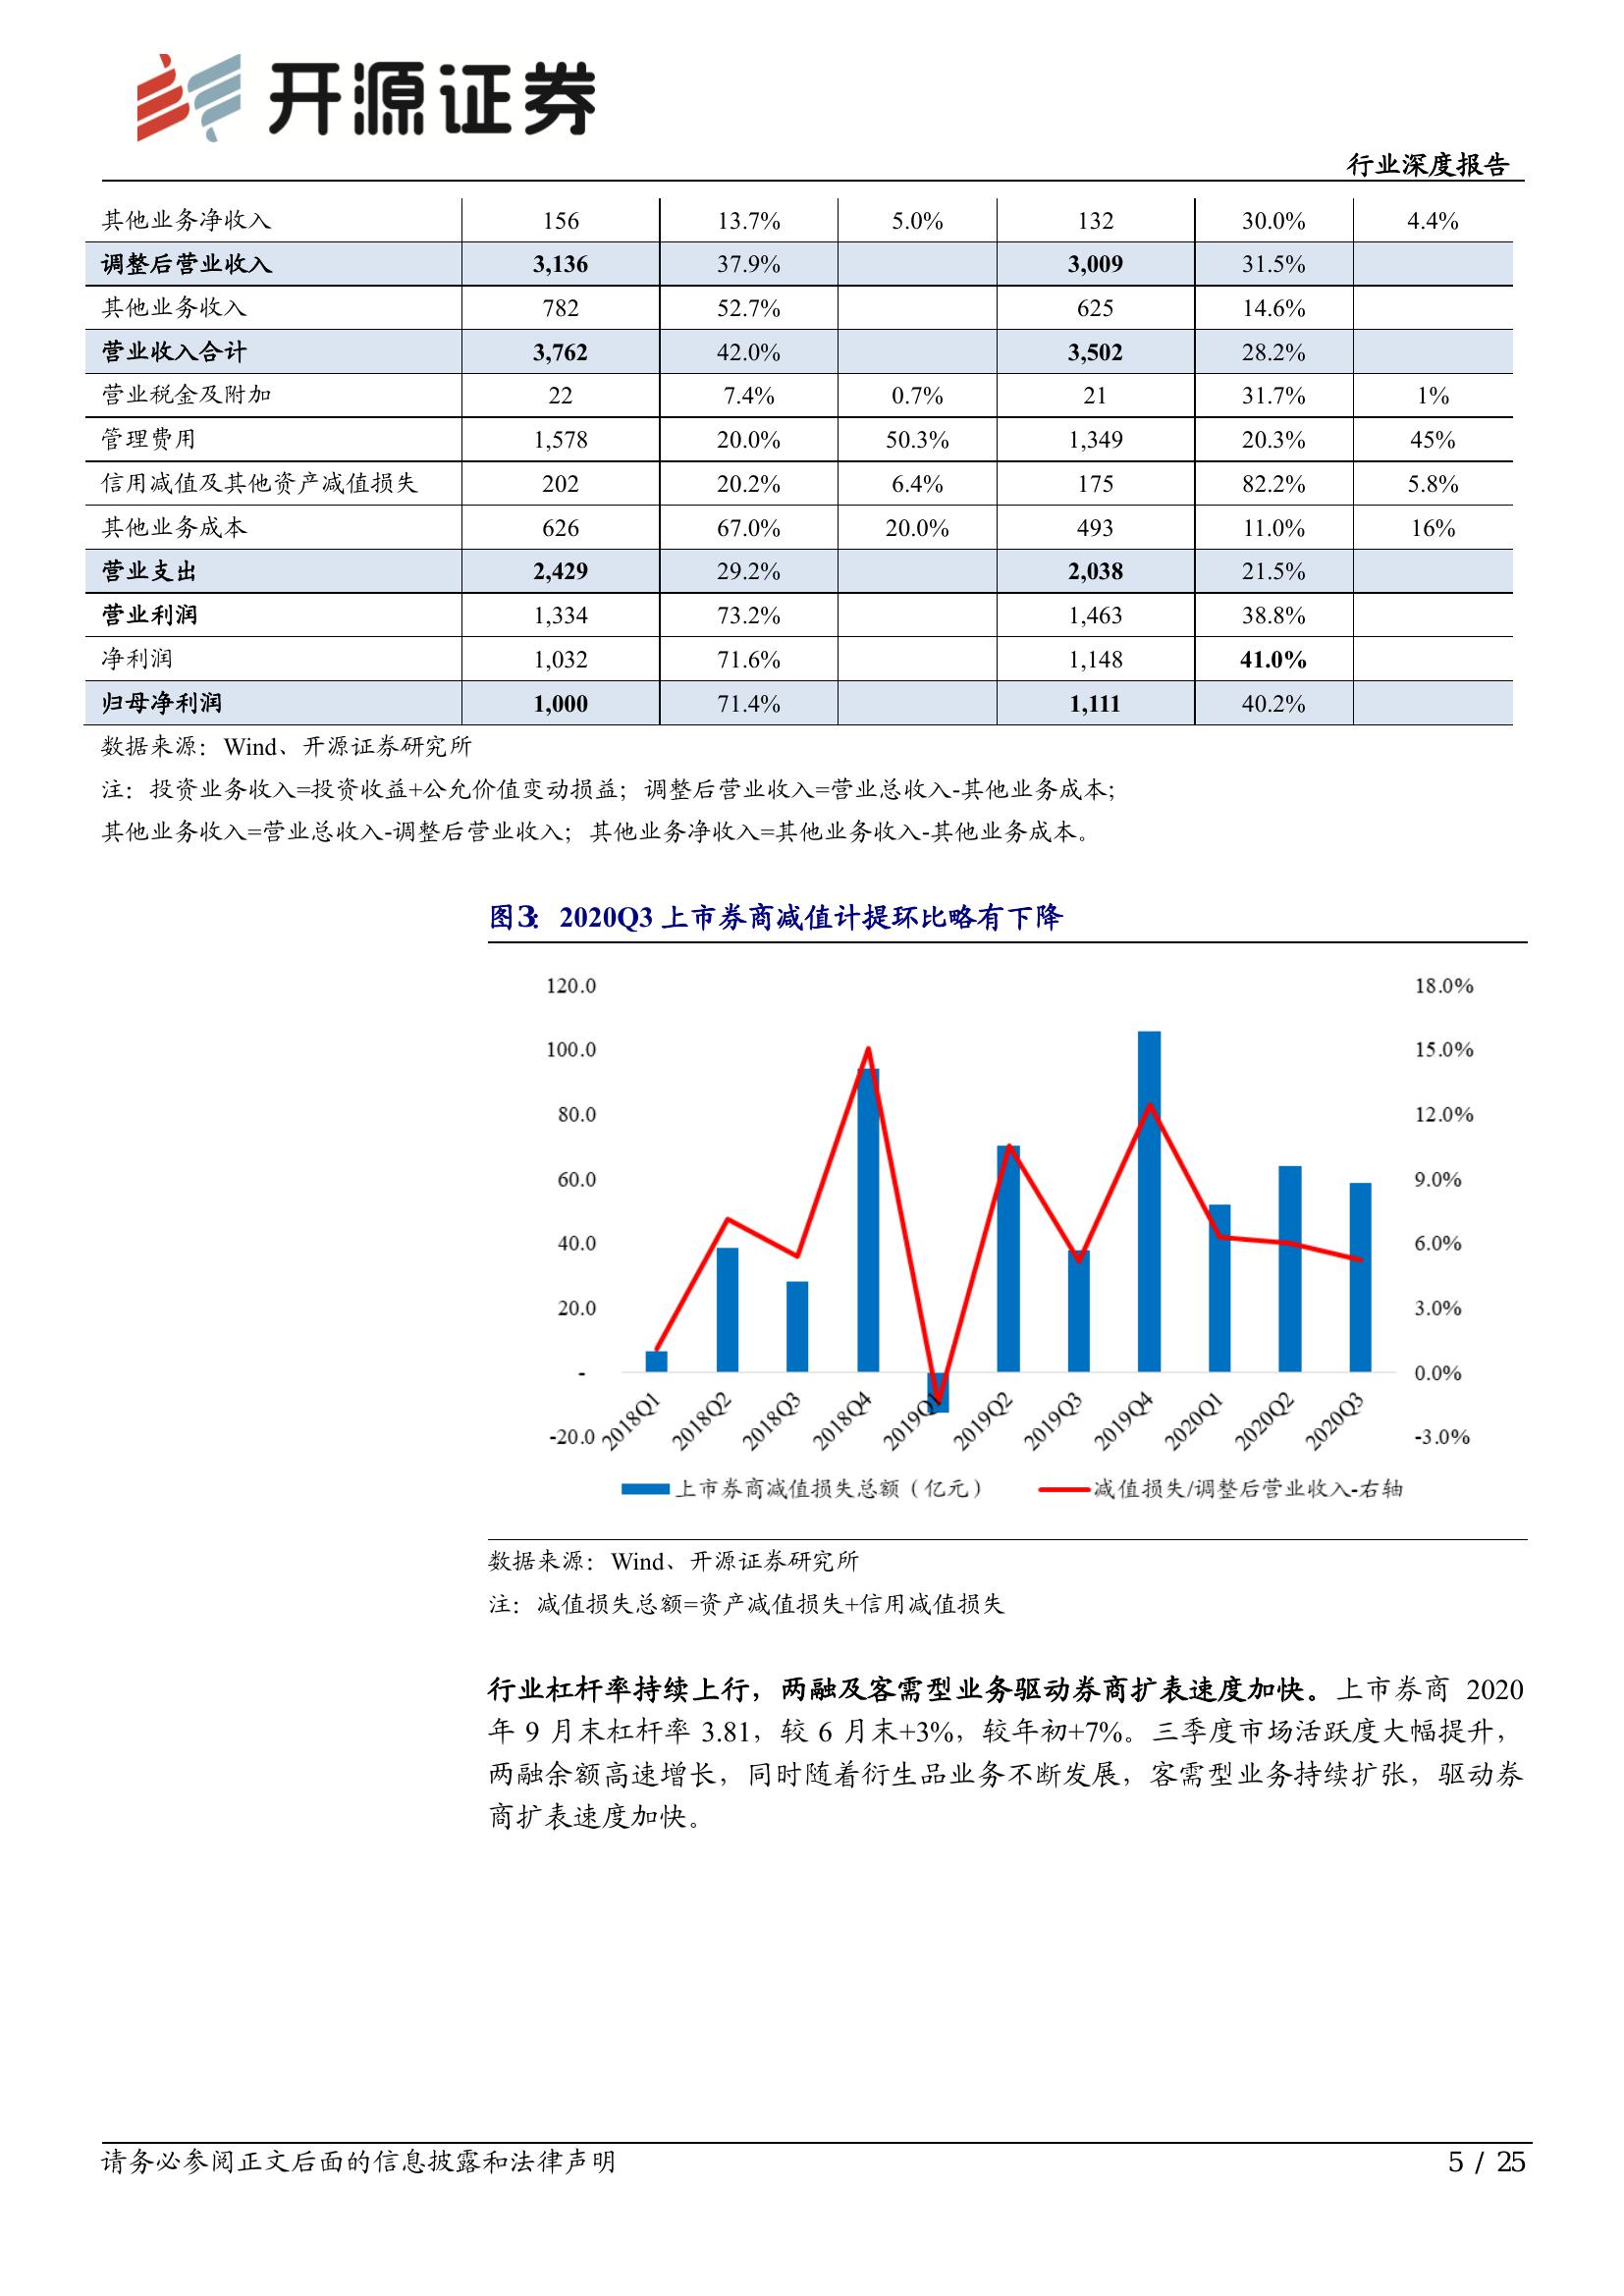 开源证券
行业深度报告
其他业务净收入 156 13.7% 5.0% 132 30.0% 4.4%
调整后营业收入 3,136 37.9% 3,009 31.5%
其他业务收入 782 52.7% 625 14.6%
营业收入合计 3,762 42.0% 3,502 28.2%
营业税金及附加 22 7.4% 0.7% 21 31.7% 1%
管理费用 1,578 20.0% 50.3% 1,349 20.3% 45%
信用减值及其他资产减值损失 202 20.2% 6.4% 175 82.2% 5.8%
其他业务成本 626 67.0% 20.0% 493 11.0% 16%
营业支出 2,429 29.2% 2,038 21.5%
营业利润 1,334 73.2% 1,463 38.8%
净利润 1,032 71.6% 1,148 41.0%
归母净利润 1,000 71.4% 1,111 40.2%
数据来源：Wind、开源证券研究所
注：投资业务收入=投资收益+公允价值变动损益；调整后营业收入=营业总收入-其他业务成本；
其他业务收入=营业总收入-调整后营业收入；其他业务净收入=其他业务收入-其他业务成本。
图3： 2020Q3 上市券商减值计提环比略有下降
120.0 18.0%
100.0 15.0%
80.0 12.0%
60.0 9.0%
40.0 6.0%
20.0 3.0%
- 0.0%
-20.0 -3.0%
2018Q1 2018Q2 2018Q3 2018Q4 2019Q1 2019Q2 2019Q3 2019Q4 2020Q1 2020Q2 2020Q3
上市券商减值损失总额（亿元） 减值损失/调整后营业收入-右轴
数据来源：Wind、开源证券研究所
注：减值损失总额=资产减值损失+信用减值损失
行业杠杆率持续上行，两融及客需型业务驱动券商扩表速度加快。上市券商 2020
年 9 月末杠杆率 3.81，较 6 月末+3%，较年初+7%。三季度市场活跃度大幅提升，
两融余额高速增长，同时随着衍生品业务不断发展，客需型业务持续扩张，驱动券
商扩表速度加快。
请务必参阅正文后面的信息披露和法律声明 5 / 25